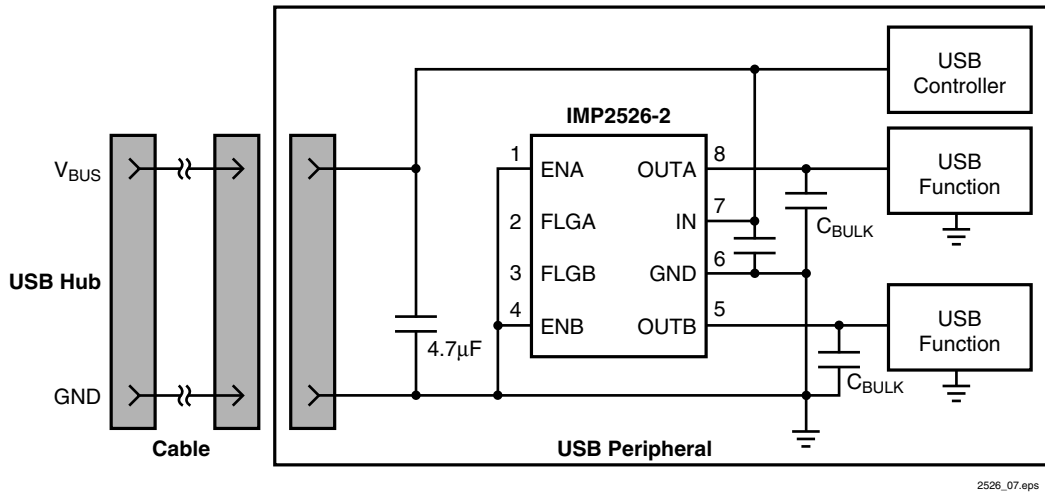 USB
Controller
IMP2526-2
V_BUS
1
ENA
OUTA
8
USB
Function
2
FLGA
IN
7
C_BULK
USB Hub
3
FLGB
GND
6
4
ENB
OUTB
5
USB
Function
4.7μF
C_BULK
GND
Cable
USB Peripheral
2526_07.eps